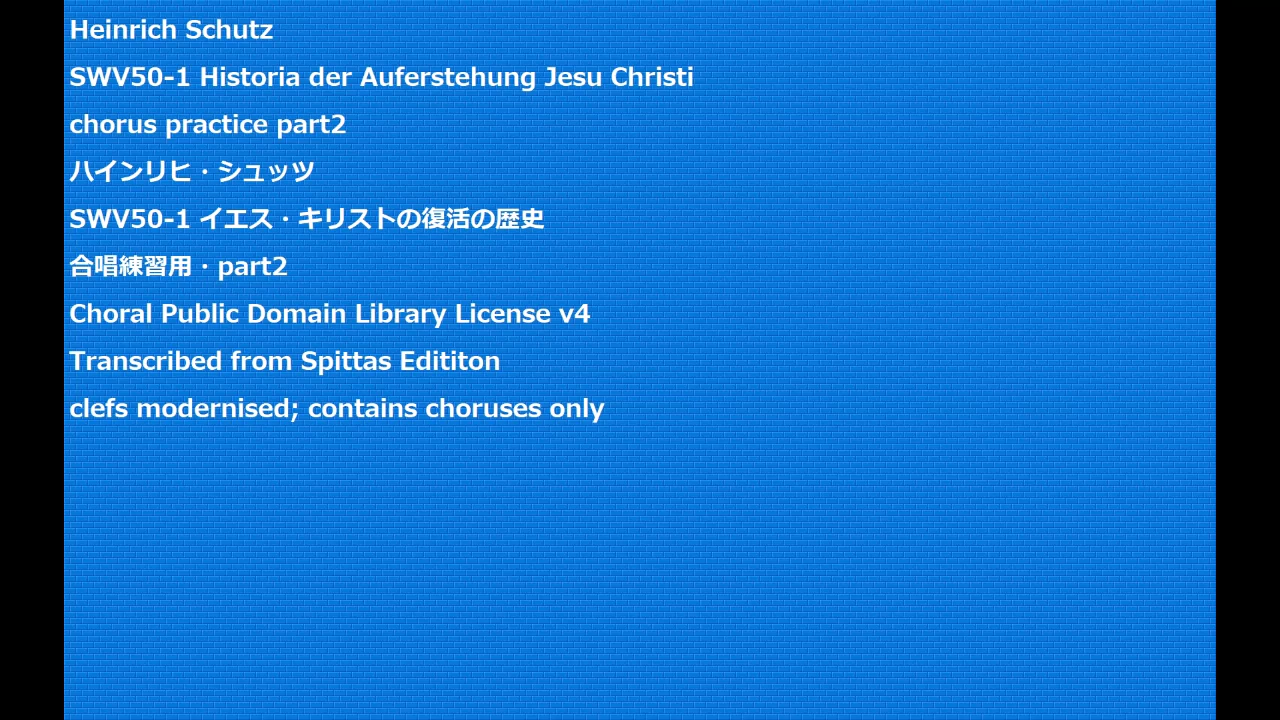 Heinrich Schutz
SWV50-1 Historia der Auferstehung Jesu Christi
chorus practice part2
ハインリヒ・シュッツ
SWV50-1 イエス・キリストの復活の歴史
合唱練習用・part2
Choral Public Domain Library License v4
Transcribed from Spittas Edititon
clefs modernised; contains choruses only